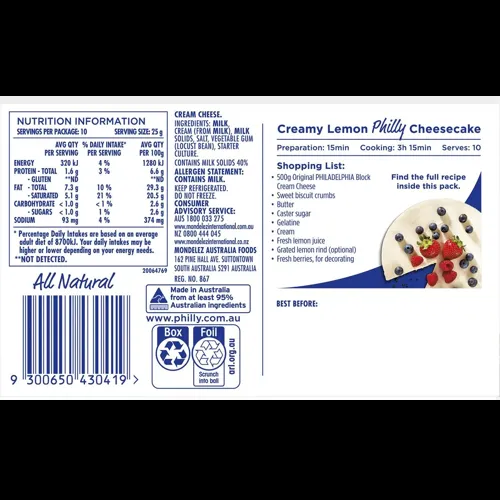 NUTRITION INFORMATION
SERVINGS PER PACKAGE: 10 SERVING SIZE: 25 g
AVG QTY PER SERVING % DAILY INTAKE* PER SERVING AVG QTY PER 100g
ENERGY 320 kJ 4 % 1280 kJ
PROTEIN - TOTAL 1.6 g 3 % 6.6 g
- GLUTEN **ND **ND
FAT - TOTAL 7.3 g 10 % 29.3 g
- SATURATED 5.1 g 21 % 20.5 g
CARBOHYDRATE <1.0 g <1 % 2.6 g
- SUGARS <1.0 g 1 % 2.6 g
SODIUM 93 mg 4 % 374 mg
* Percentage Daily Intakes are based on an average
adult diet of 8700kJ. Your daily intakes may be
higher or lower depending on your energy needs.
**NOT DETECTED.
20064769
All Natural
9 300650 430419 >
CREAM CHEESE.
INGREDIENTS: MILK,
CREAM (FROM MILK), MILK
SOLIDS, SALT, VEGETABLE GUM
(LOCUST BEAN), STARTER
CULTURE.
CONTAINS MILK SOLIDS 40%
ALLERGEN STATEMENT:
CONTAINS MILK.
KEEP REFRIGERATED.
DO NOT FREEZE.
CONSUMER
ADVISORY SERVICE:
AUS 1800 033 275
www.mondelezinternational.com.au
NZ 0800 444 045
www.mondelezinternational.co.nz
MONDELEZ AUSTRALIA FOODS
162 PINE HALL AVE. SUTTONTOWN
SOUTH AUSTRALIA 5291 AUSTRALIA
REG. NO. 867
Made in Australia
from at least 95%
Australian ingredients
www.philly.com.au
Box
Foil
Scrunch
into ball
arl.org.au
Creamy Lemon Philly Cheesecake
Preparation: 15min Cooking: 3h 15min Serves: 10
Shopping List:
• 500g Original PHILADELPHIA Block
Cream Cheese
• Sweet biscuit crumbs
• Butter
• Caster sugar
• Gelatine
• Cream
• Fresh lemon juice
• Grated lemon rind (optional)
• Fresh berries, for decorating
Find the full recipe
inside this pack.
BEST BEFORE: